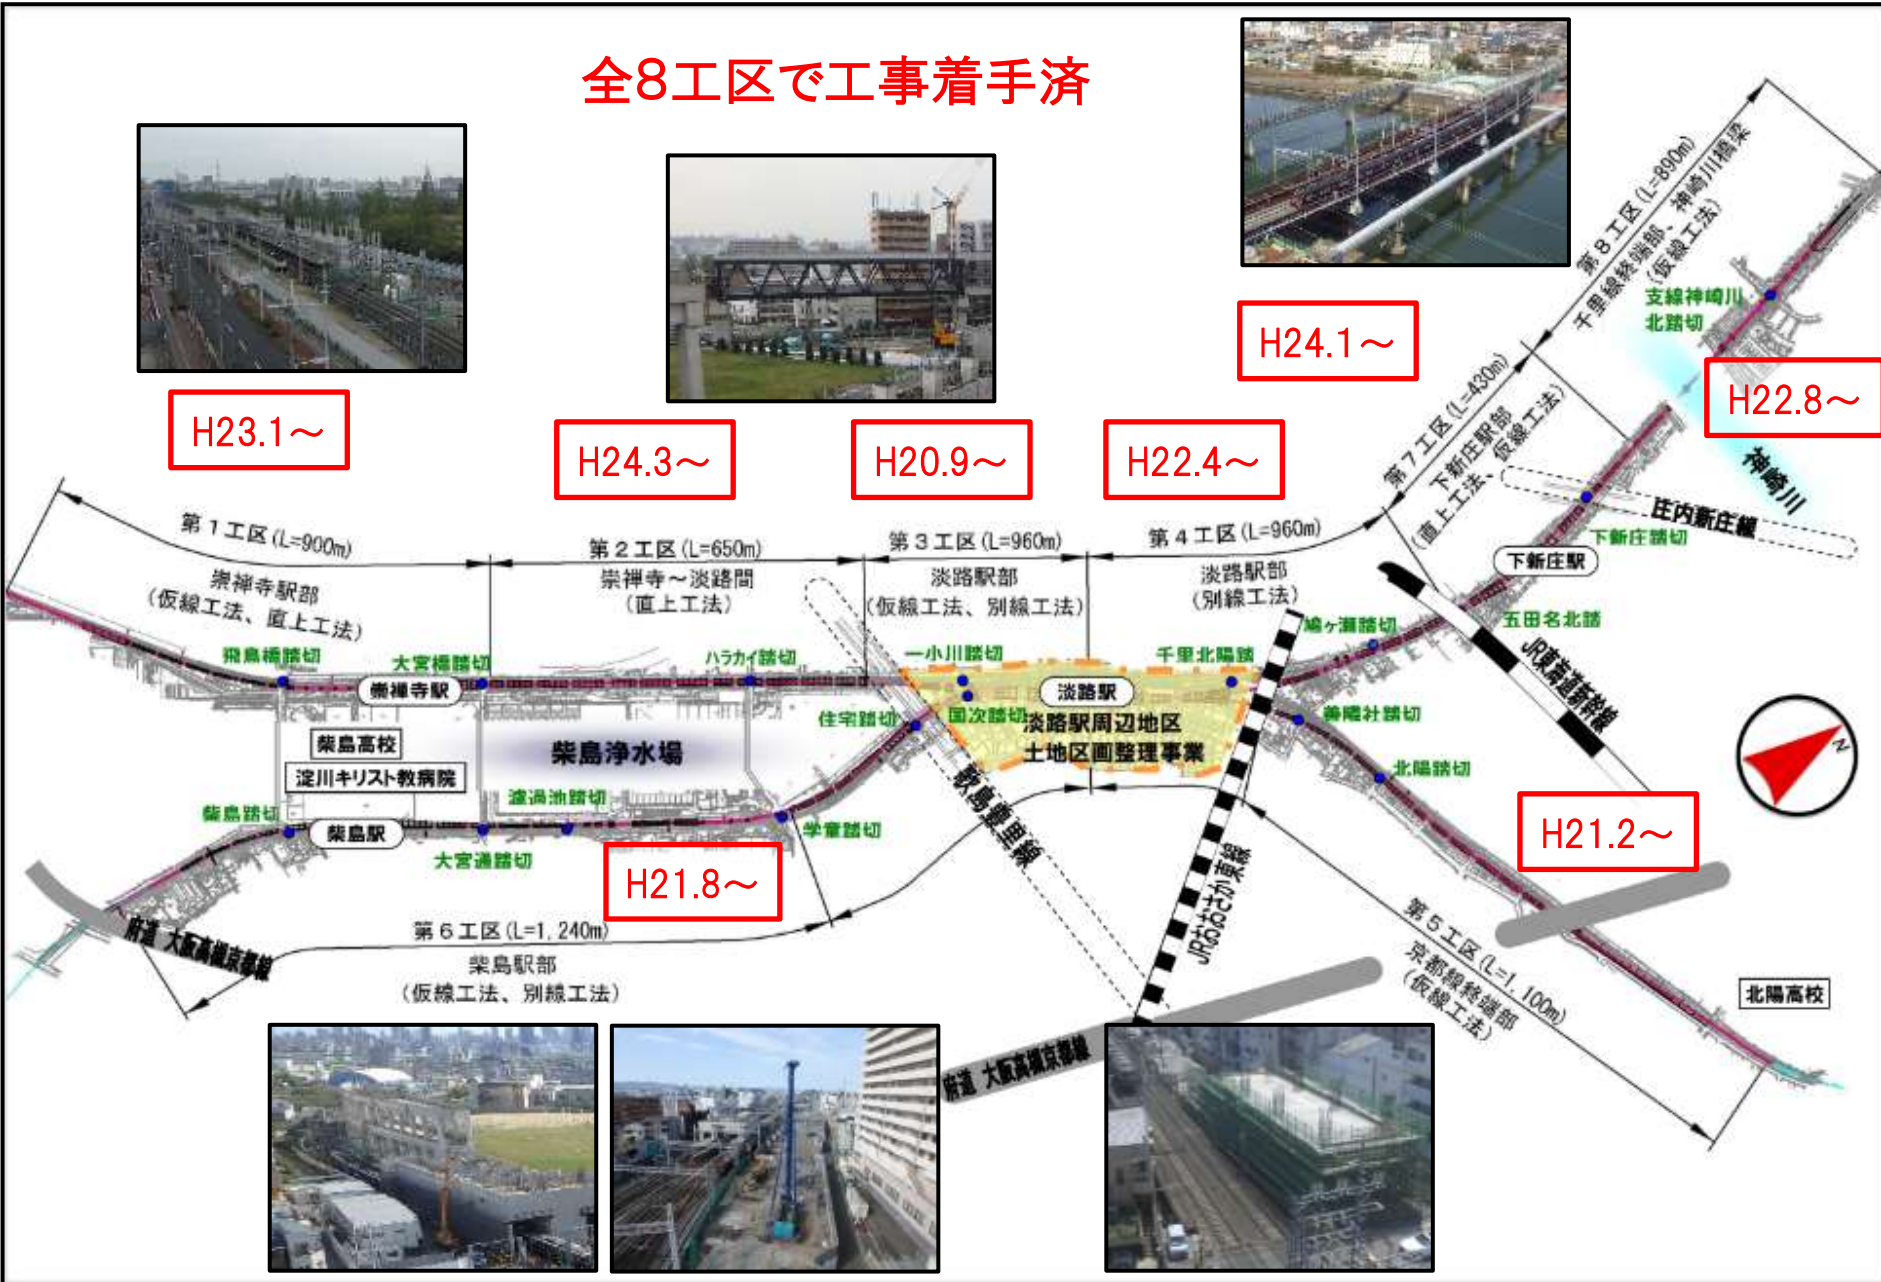 全8工区で工事着手済
H23.1～
H24.3～
H20.9～
H22.4～
H24.1～
H22.8～
第1工区(L=900m)
崇禅寺駅部
(仮線工法、直上工法)
第2工区(L=650m)
崇禅寺～淡路間
(直上工法)
第3工区(L=960m)
淡路駅部
(仮線工法、別線工法)
第4工区(L=960m)
淡路駅部
(別線工法)
第7工区(L=430m)
下新庄駅部
(直上工法、仮線工法)
第8工区(L=890m)
千里線終端部、神崎川橋梁
(仮線工法)
支線神崎川
北踏切
神崎川
庄内新庄線
下新庄踏切
下新庄駅
五田名北踏
JR東海道新幹線
鳩ヶ瀬踏切
飛鳥橋踏切
大宮橋踏切
崇禅寺駅
ハラカイ踏切
一小川踏切
千里北陽踏
淡路駅
住宅踏切
国次踏切
淡路駅周辺地区
土地区画整理事業
柴島高校
淀川キリスト教病院
柴島浄水場
北陽踏切
柴島踏切
柴島駅
濾過池踏切
大宮通踏切
学童踏切
歌島豊里線
JRおおさか東線
H21.8～
H21.2～
第6工区(L=1,240m)
柴島駅部
(仮線工法、別線工法)
府道 大阪高槻京都線
第5工区(L=1,100m)
京都線終端部
(仮線工法)
北陽高校
府道 大阪高槻京都線
N